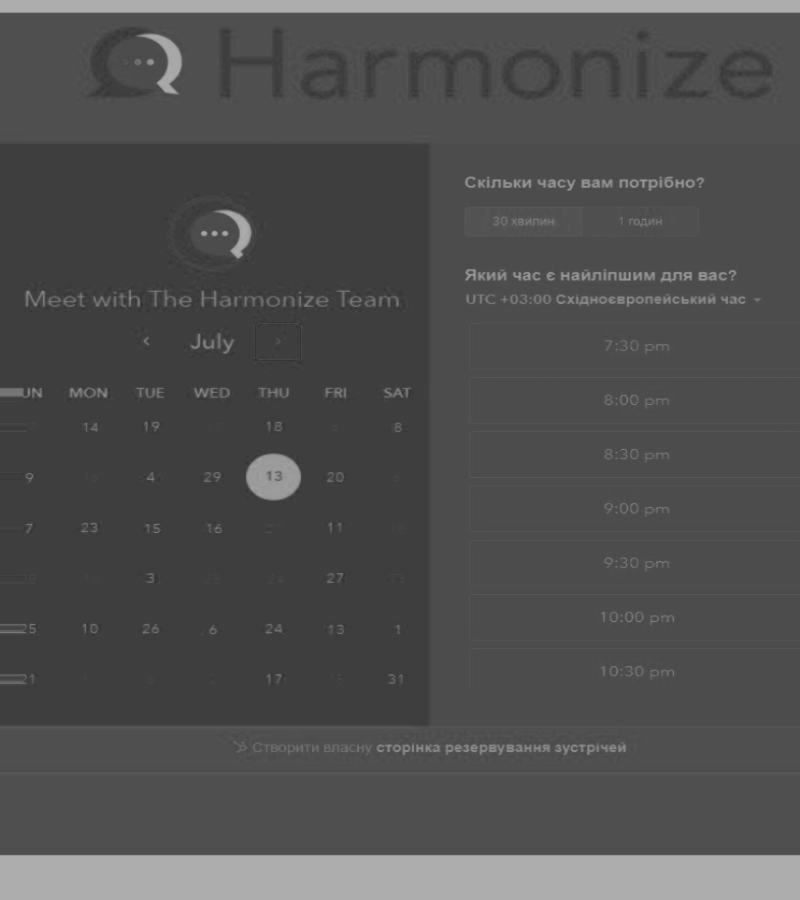 Harmonize
Meet with The Harmonize Team
‹ July ›
UN MON TUE WED THU FRI SAT
14 19 18 8
9 4 29 13 20
7 23 15 16 11
3 27
25 10 26 6 24 13 1
21 17 31
Скільки часу вам потрібно?
30 хвилин 1 годин
Який час є найліпшим для вас?
UTC +03:00 Східноєвропейський час
7:30 pm
8:00 pm
8:30 pm
9:00 pm
9:30 pm
10:00 pm
10:30 pm
Створити власну сторінка резервування зустрічей